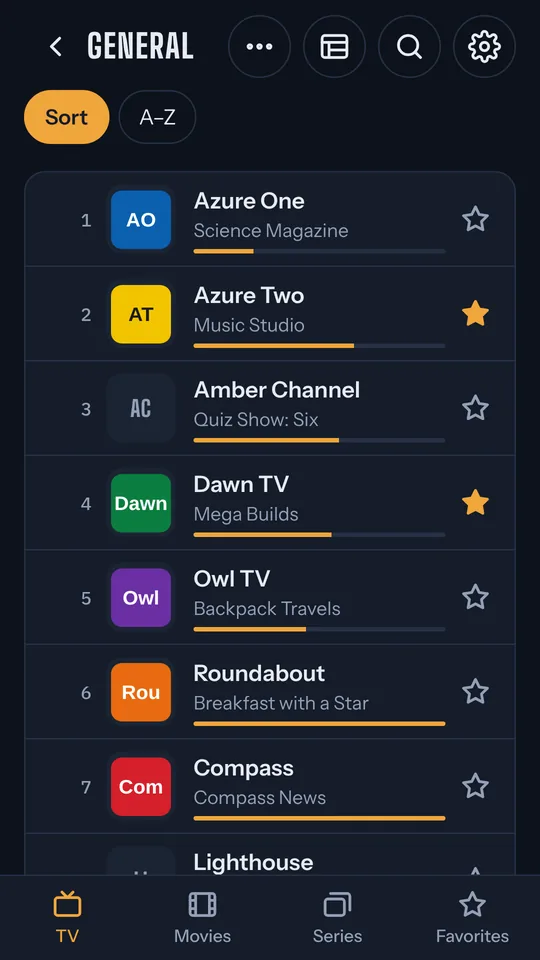 GENERAL
Sort
A–Z
1
AO
Azure One
Science Magazine
2
AT
Azure Two
Music Studio
3
AC
Amber Channel
Quiz Show: Six
4
Dawn
Dawn TV
Mega Builds
5
Owl
Owl TV
Backpack Travels
6
Rou
Roundabout
Breakfast with a Star
7
Com
Compass
Compass News
Lighthouse
TV
Movies
Series
Favorites